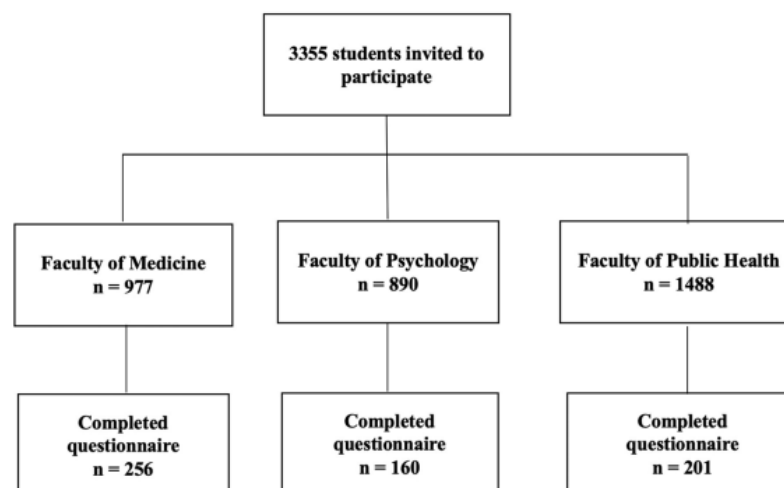 3355 students invited to
participate
Faculty of Medicine
n = 977
Faculty of Psychology
n = 890
Faculty of Public Health
n = 1488
Completed
questionnaire
n = 256
Completed
questionnaire
n = 160
Completed
questionnaire
n = 201